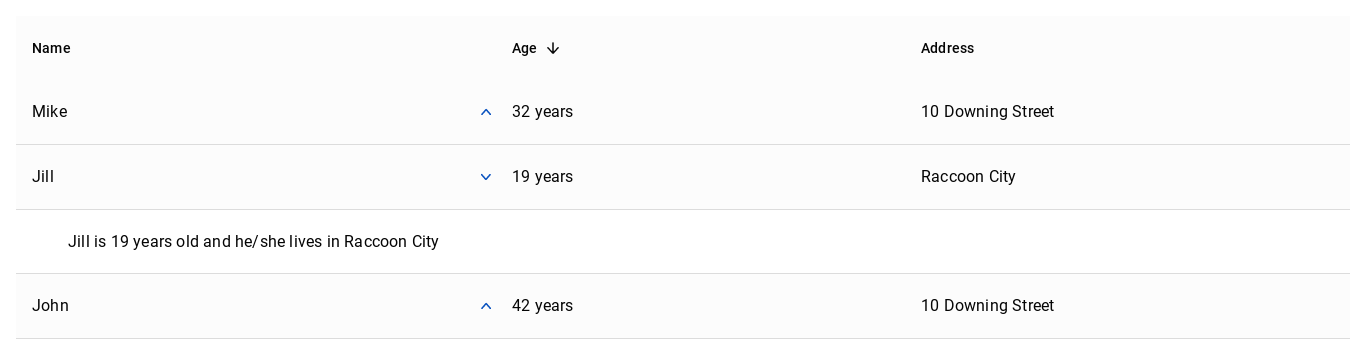 Name Age Address
Mike 32 years 10 Downing Street
Jill 19 years Raccoon City
Jill is 19 years old and he/she lives in Raccoon City
John 42 years 10 Downing Street